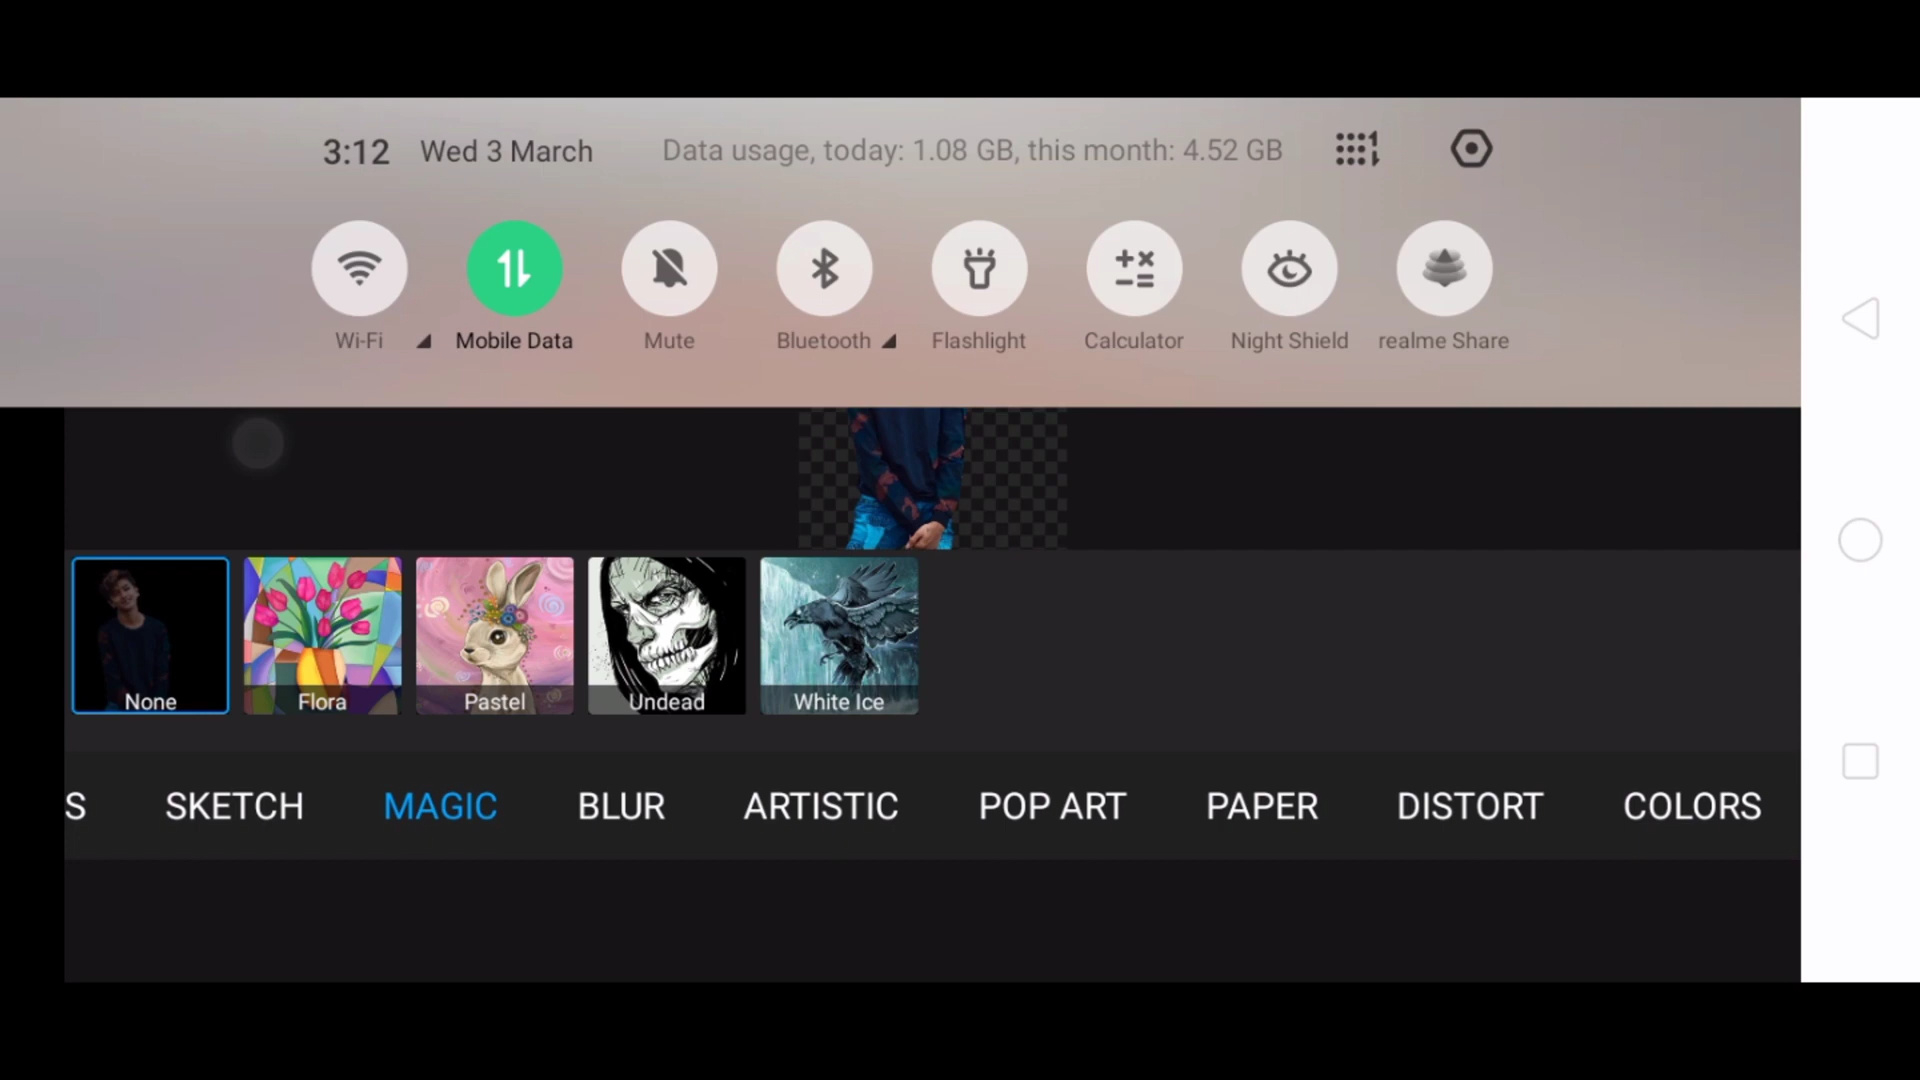 3:12 Wed 3 March Data usage, today: 1.08 GB, this month: 4.52 GB
Wi-Fi Mobile Data Mute Bluetooth Flashlight Calculator Night Shield realme Share
None Flora Pastel Undead White Ice
S SKETCH MAGIC BLUR ARTISTIC POP ART PAPER DISTORT COLORS